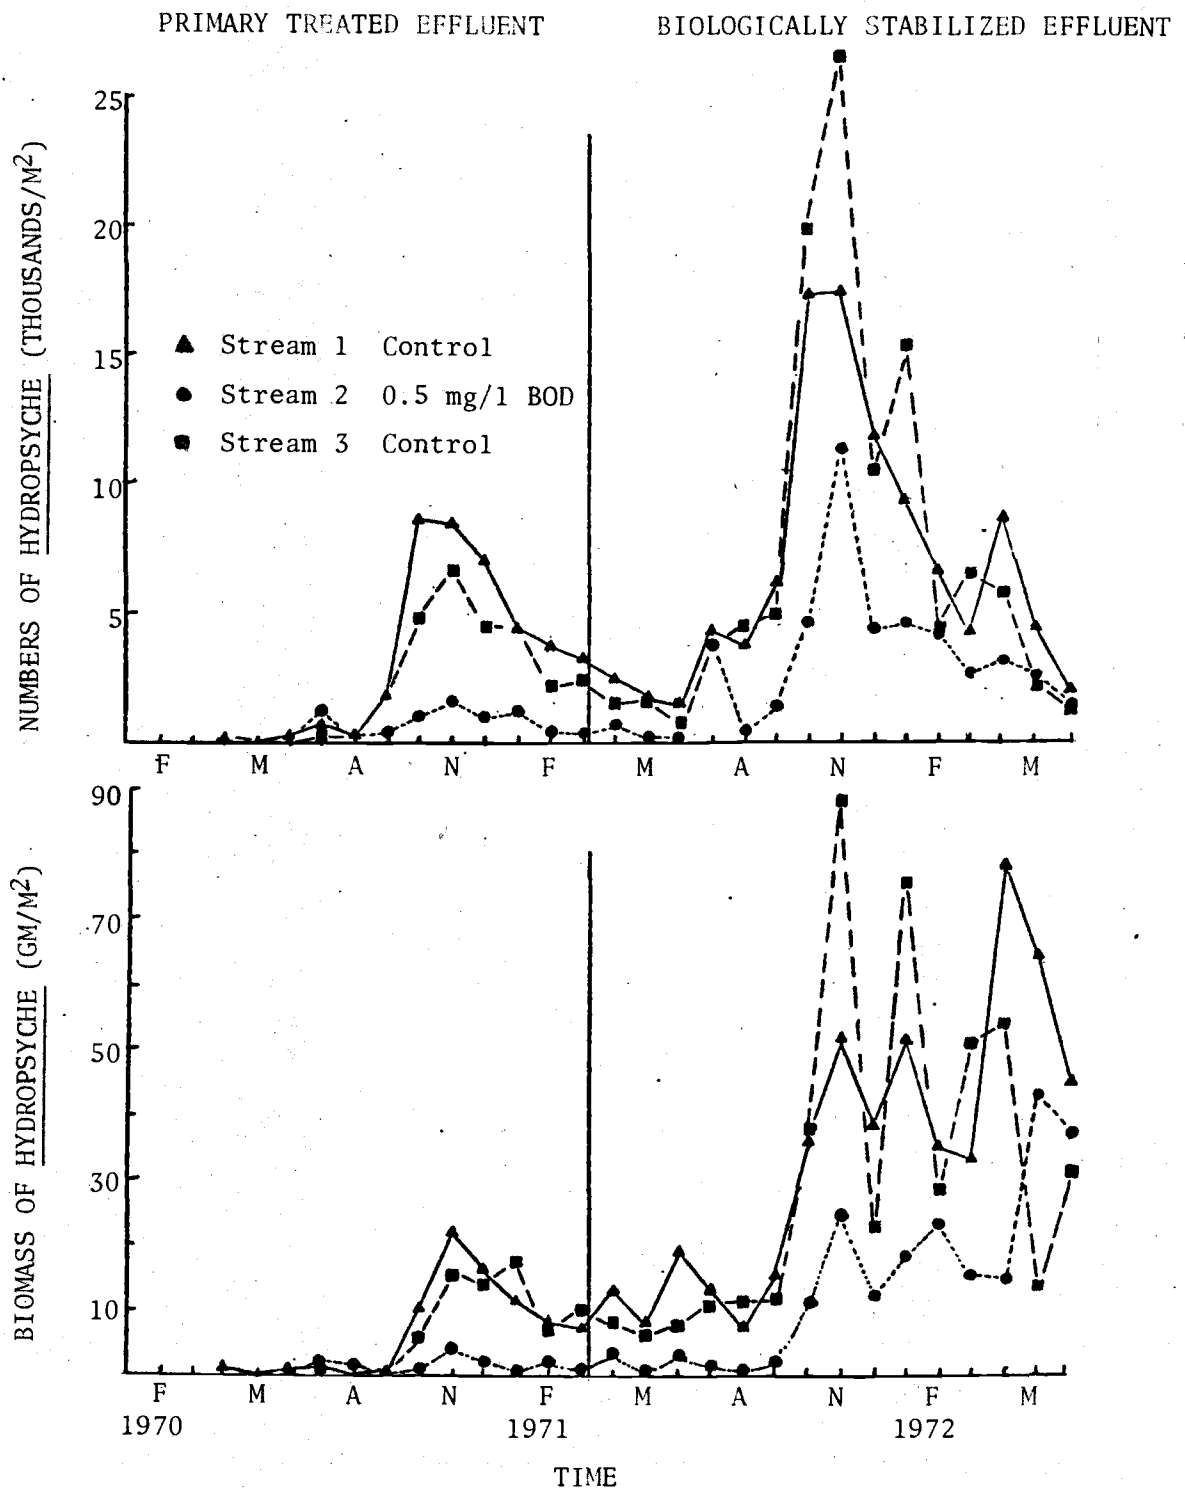 PRIMARY TREATED EFFLUENT
BIOLOGICALLY STABILIZED EFFLUENT
NUMBERS OF HYDROPSYCHE (THOUSANDS/M²)
25
20
15
10
5
Stream 1 Control
Stream 2 0.5 mg/l BOD
Stream 3 Control
F M A N F M A N F M
BIOMASS OF HYDROPSYCHE (GM/M²)
90
70
50
30
10
F M A N F M A N F M
1970 1971 1972
TIME